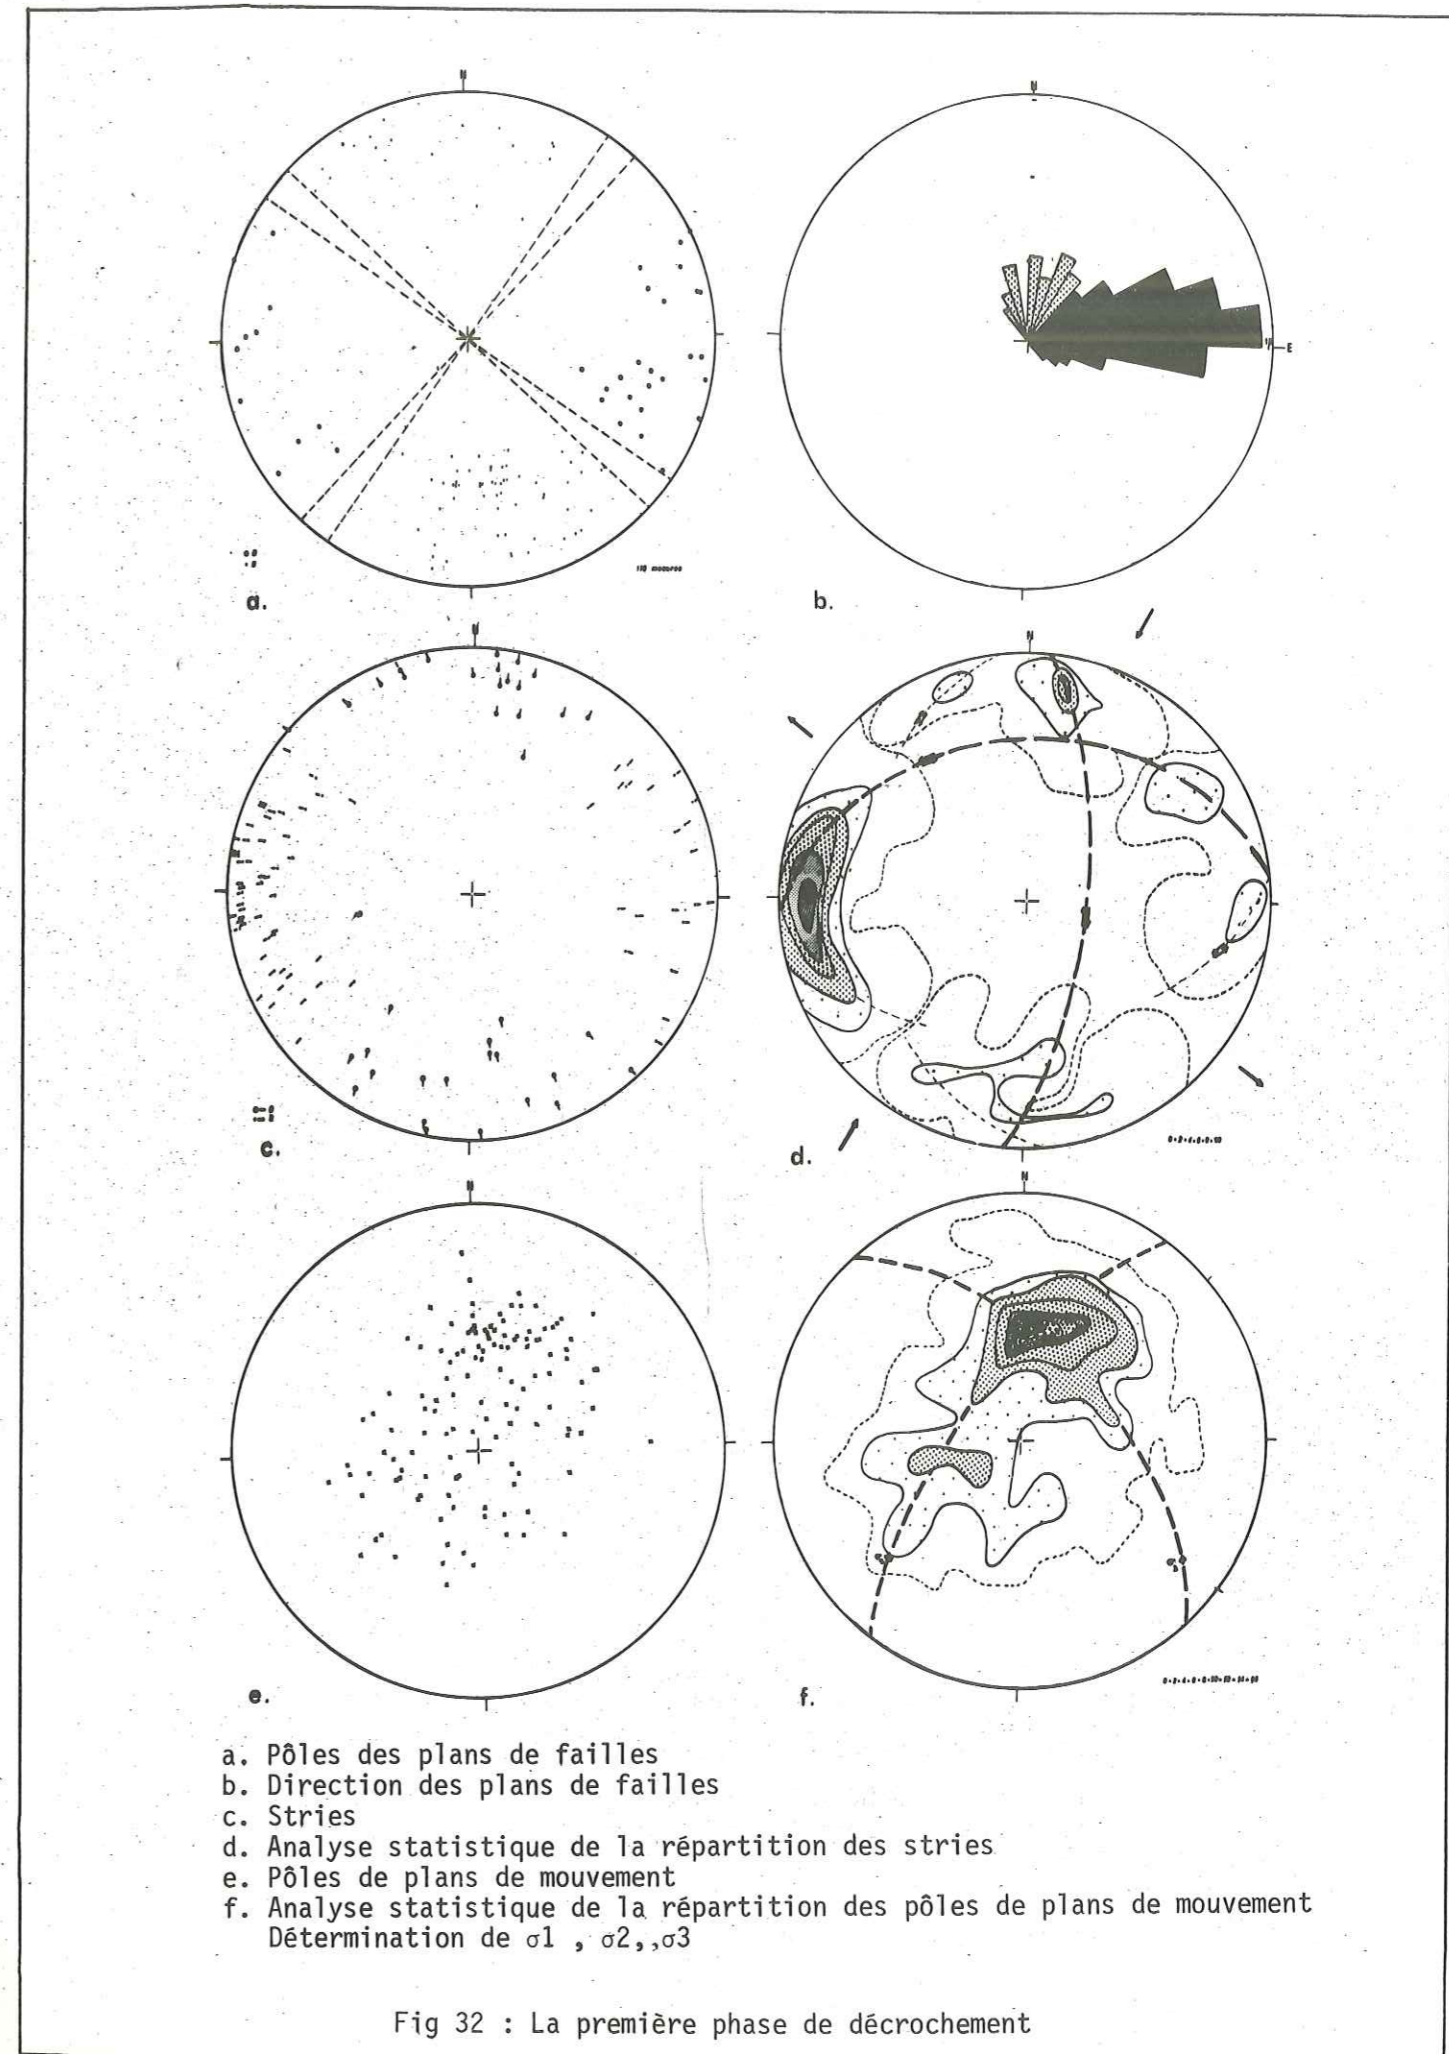 N
N
E
a.
b.
N
N
c.
d.
N
N
e.
f.
a. Pôles des plans de failles
b. Direction des plans de failles
c. Stries
d. Analyse statistique de la répartition des stries
e. Pôles de plans de mouvement
f. Analyse statistique de la répartition des pôles de plans de mouvement
Détermination de σ1 , σ2,,σ3
Fig 32 : La première phase de décrochement